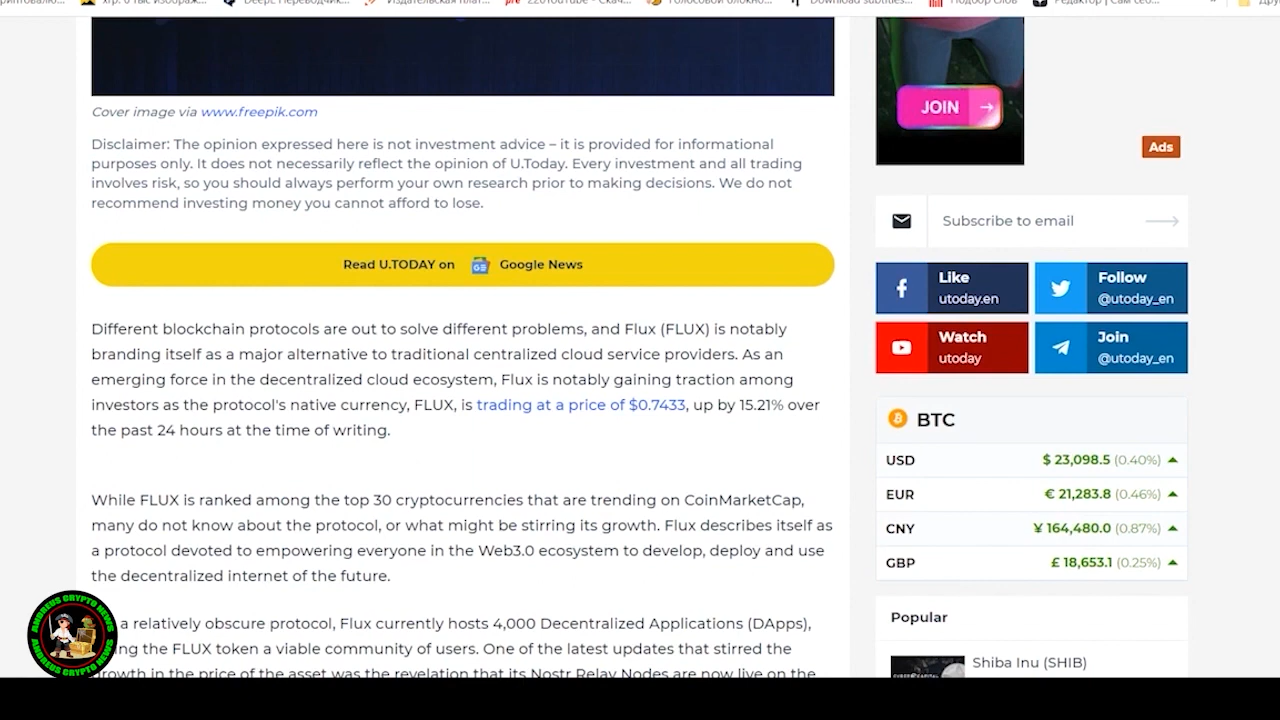 Издательская плат...
Download subtitles...
Подбор слов
JOIN
Ads
Cover image via www.freepik.com
Disclaimer: The opinion expressed here is not investment advice – it is provided for informational
purposes only. It does not necessarily reflect the opinion of U.Today. Every investment and all trading
involves risk, so you should always perform your own research prior to making decisions. We do not
recommend investing money you cannot afford to lose.
Read U.TODAY on Google News
Different blockchain protocols are out to solve different problems, and Flux (FLUX) is notably
branding itself as a major alternative to traditional centralized cloud service providers. As an
emerging force in the decentralized cloud ecosystem, Flux is notably gaining traction among
investors as the protocol's native currency, FLUX, is trading at a price of $0.7433, up by 15.21% over
the past 24 hours at the time of writing.
While FLUX is ranked among the top 30 cryptocurrencies that are trending on CoinMarketCap,
many do not know about the protocol, or what might be stirring its growth. Flux describes itself as
a protocol devoted to empowering everyone in the Web3.0 ecosystem to develop, deploy and use
the decentralized internet of the future.
a relatively obscure protocol, Flux currently hosts 4,000 Decentralized Applications (DApps),
the FLUX token a viable community of users. One of the latest updates that stirred the
growth in the price of the asset was the revelation that its Nostr Relay Nodes are now live on the
Subscribe to email
Like
utoday.en
Follow
@utoday_en
Watch
utoday
Join
@utoday_en
BTC
USD $ 23,098.5 (0.40%)
EUR € 21,283.8 (0.46%)
CNY ¥ 164,480.0 (0.87%)
GBP £ 18,653.1 (0.25%)
Popular
Shiba Inu (SHIB)
ANDREUS CRYPTO NEWS
ANDREUS CRYPTO NEWS